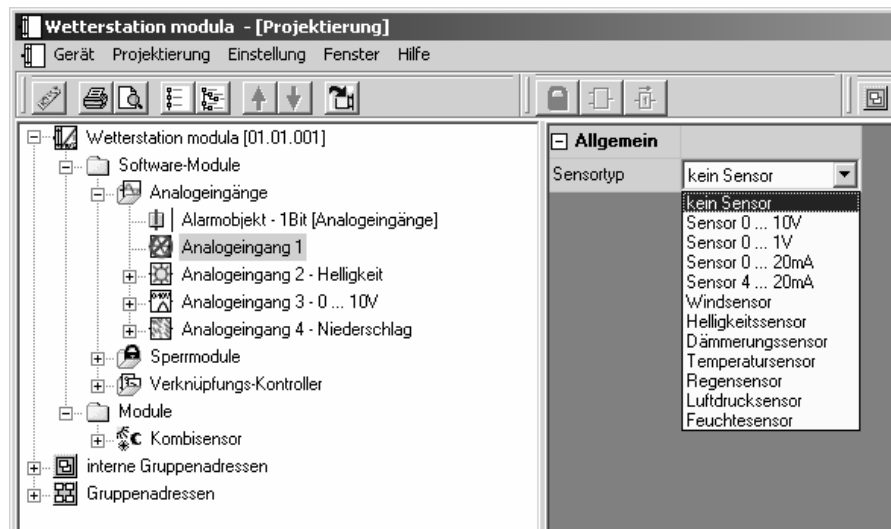 Wetterstation modula - [Projektierung]
Gerät Projektierung Einstellung Fenster Hilfe
Wetterstation modula [01.01.001]
Software-Module
Analogeingänge
Alarmobjekt - 1Bit [Analogeingänge]
Analogeingang 1
Analogeingang 2 - Helligkeit
Analogeingang 3 - 0 ... 10V
Analogeingang 4 - Niederschlag
Sperrmodule
Verknüpfungs-Kontroller
Module
Kombisensor
interne Gruppenadressen
Gruppenadressen
Allgemein
Sensortyp kein Sensor
kein Sensor
Sensor 0 ... 10V
Sensor 0 ... 1V
Sensor 0 ... 20mA
Sensor 4 ... 20mA
Windsensor
Helligkeitssensor
Dämmerungssensor
Temperatursensor
Regensensor
Luftdrucksensor
Feuchtesensor